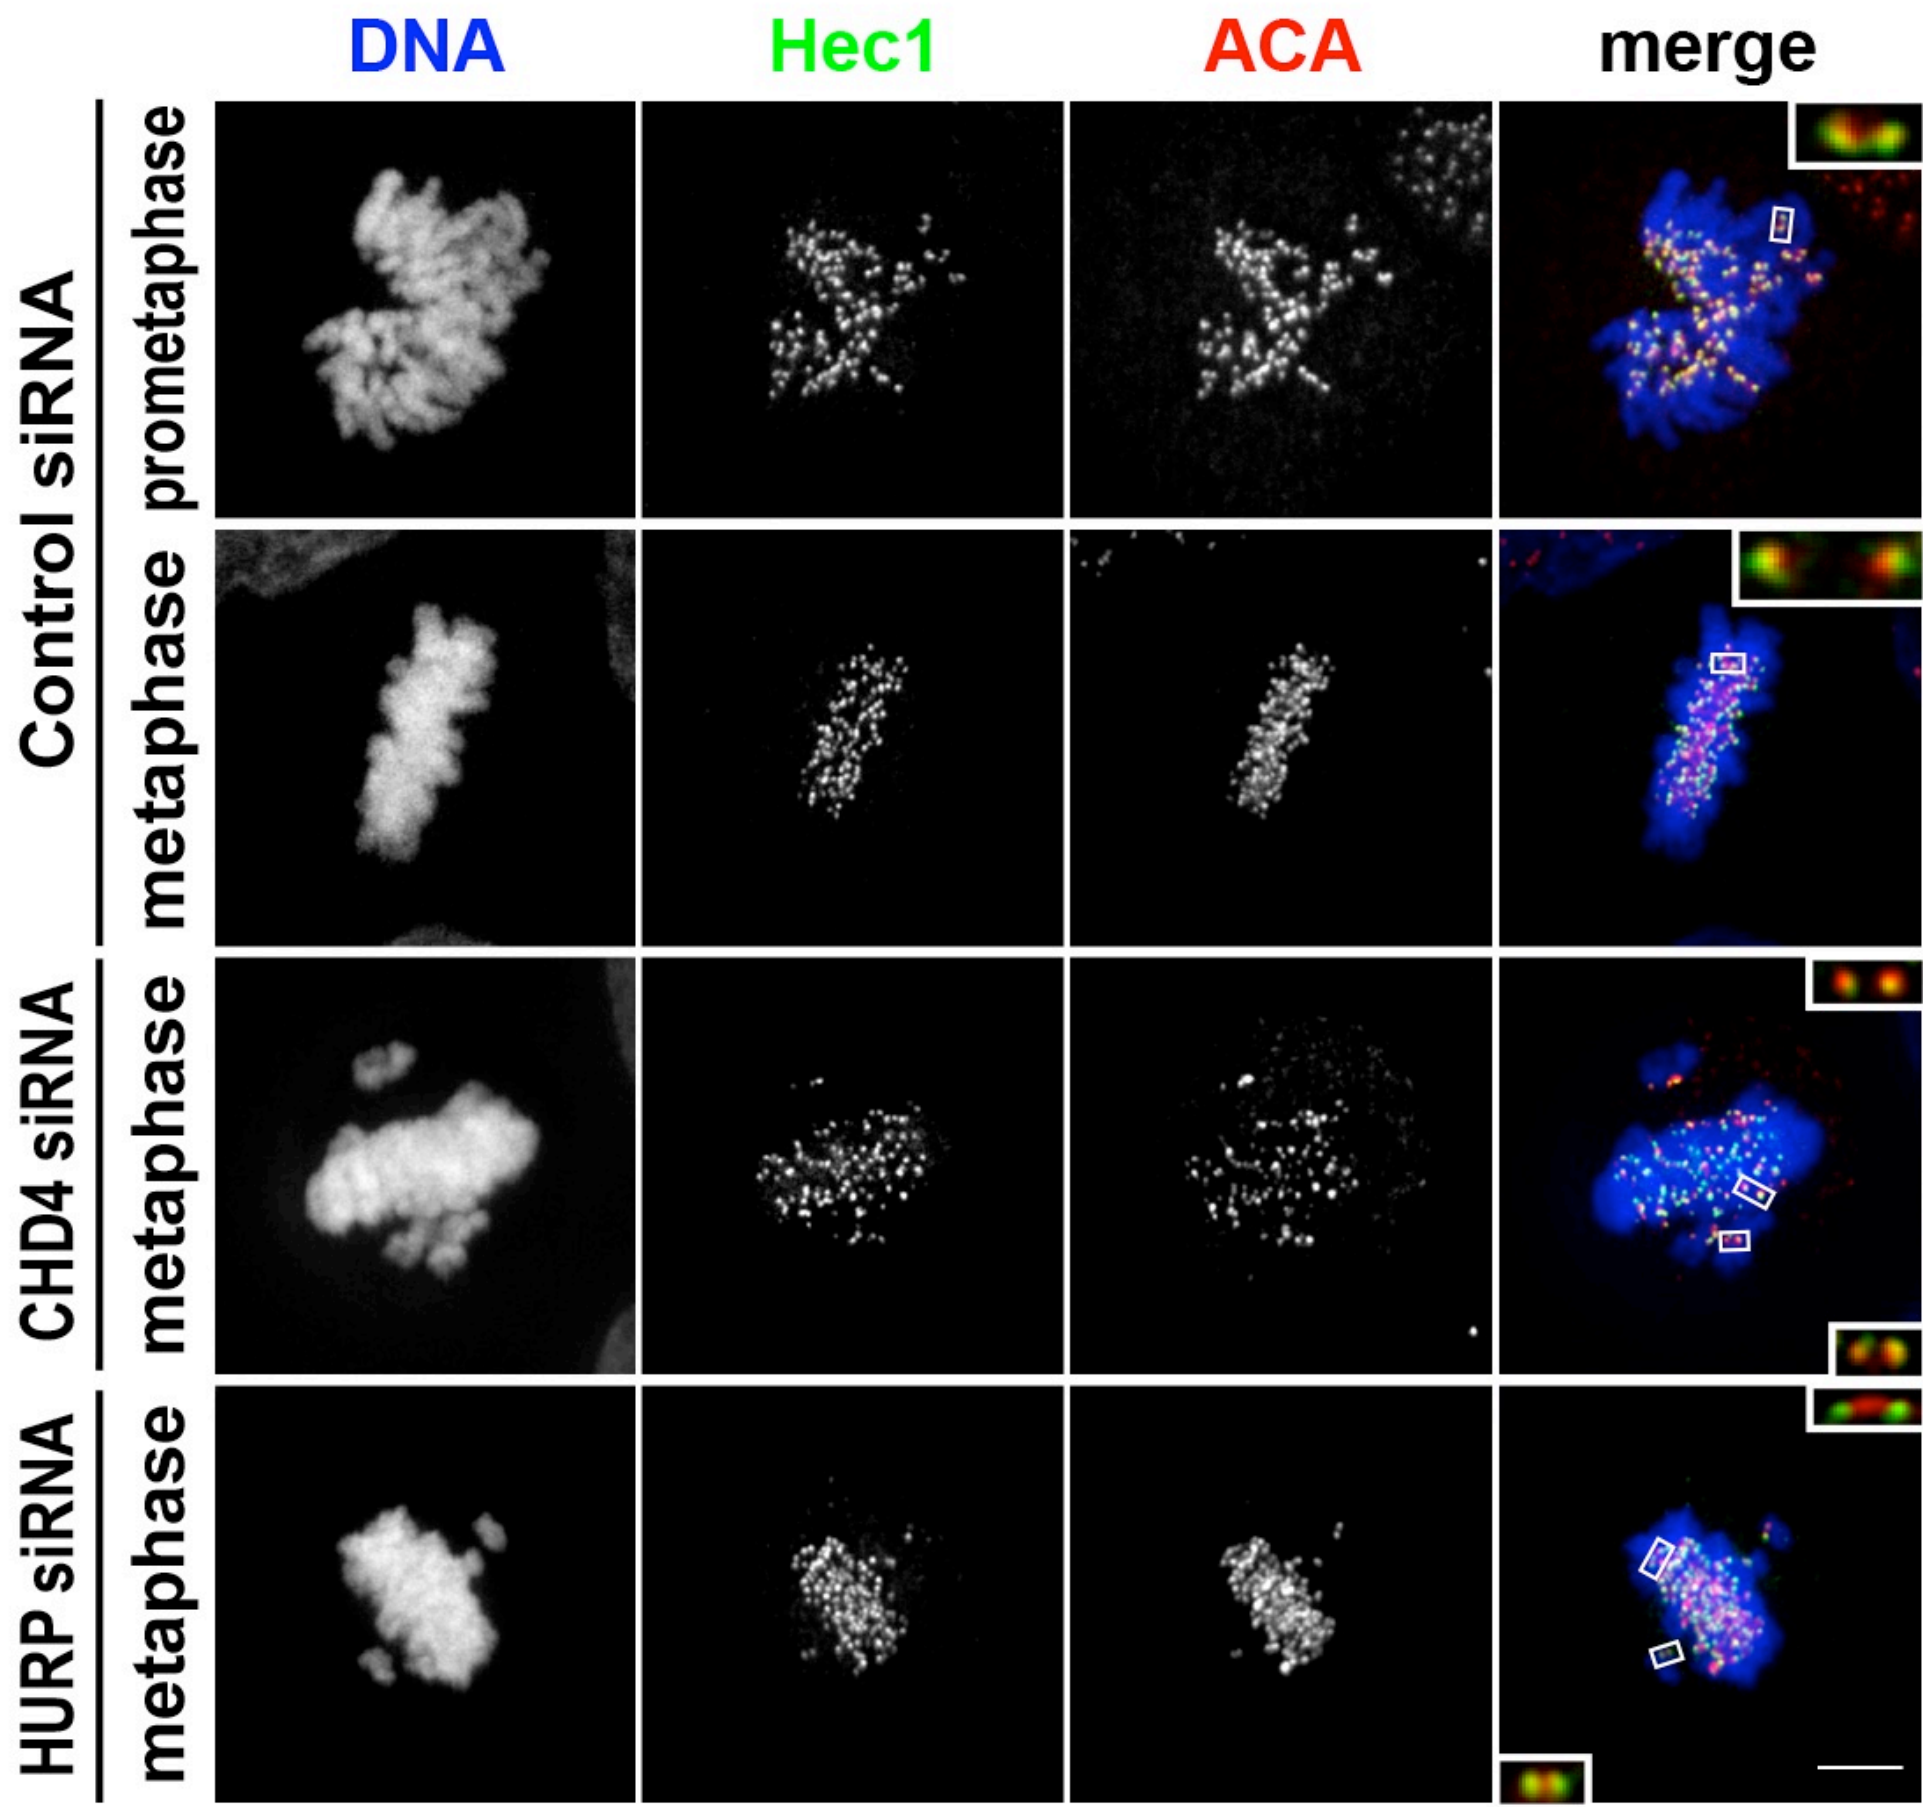 DNA Hec1 ACA merge
Control siRNA
prometaphase
metaphase
CHD4 siRNA
metaphase
HURP siRNA
metaphase